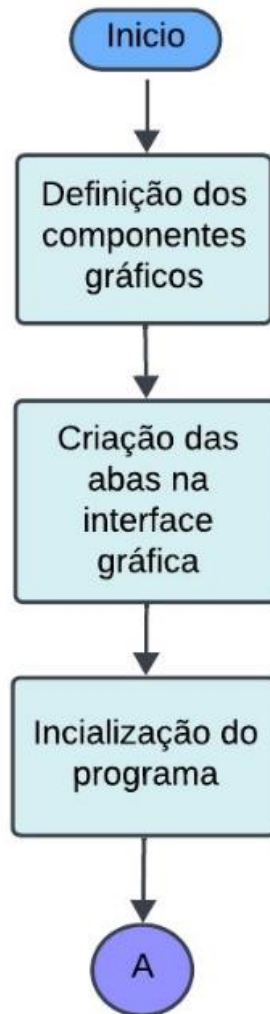 Inicio
Definição dos
componentes
gráficos
Criação das
abas na
interface
gráfica
Incialização do
programa
A